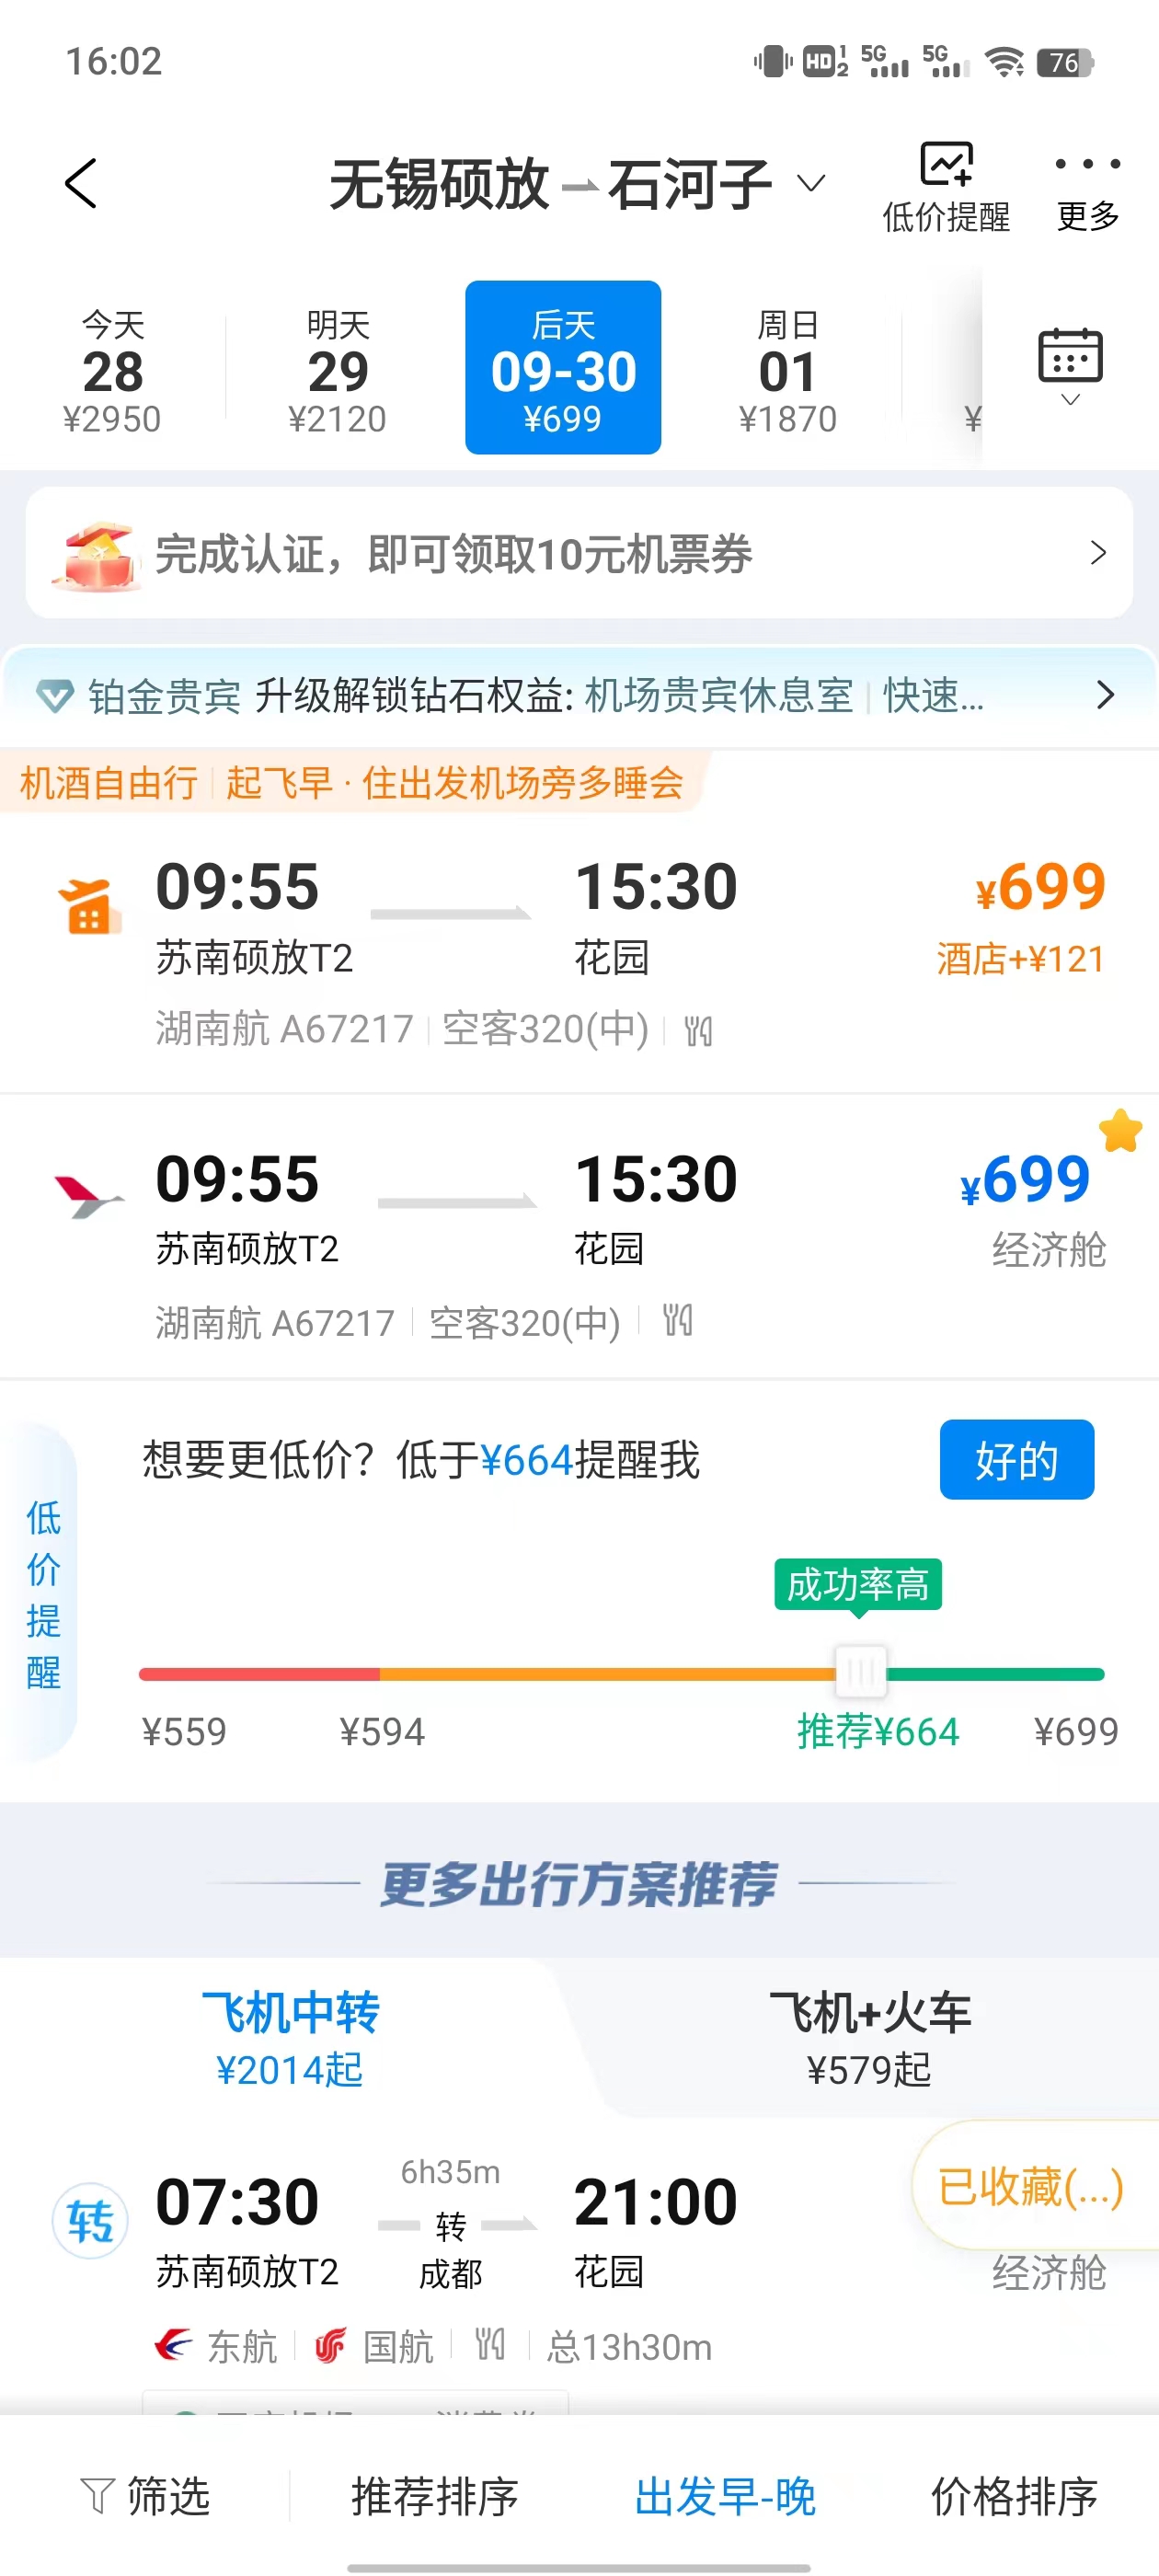 16:02 HD 1 2 5G 5G 76
无锡硕放 石河子
低价提醒 更多
今天 明天 后天 周日
28 29 09-30 01
¥2950 ¥2120 ¥699 ¥1870 ¥
完成认证，即可领取10元机票券
铂金贵宾 升级解锁钻石权益: 机场贵宾休息室 | 快速...
机酒自由行 | 起飞早 · 住出发机场旁多睡会
09:55 15:30 ¥699
苏南硕放T2 花园 酒店+¥121
湖南航 A67217 | 空客320(中) |
09:55 15:30 ¥699
苏南硕放T2 花园 经济舱
湖南航 A67217 | 空客320(中) |
低价提醒
想要更低价？低于¥664提醒我 好的
成功率高
¥559 ¥594 推荐¥664 ¥699
更多出行方案推荐
飞机中转 飞机+火车
¥2014起 ¥579起
6h35m
07:30 转 21:00
转
苏南硕放T2 成都 花园 经济舱
已收藏(...)
东航 | 国航 | | 总13h30m
筛选 推荐排序 出发早-晚 价格排序